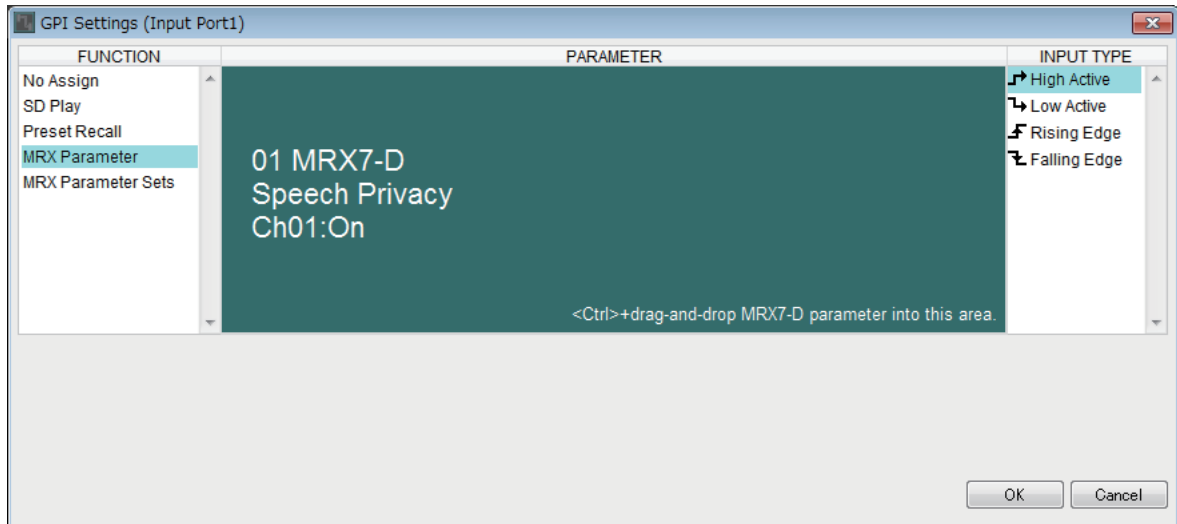 GPI Settings (Input Port1)
FUNCTION
PARAMETER
INPUT TYPE
No Assign
SD Play
Preset Recall
MRX Parameter
MRX Parameter Sets
01 MRX7-D
Speech Privacy
Ch01:On
<Ctrl>+drag-and-drop MRX7-D parameter into this area.
High Active
Low Active
Rising Edge
Falling Edge
OK
Cancel